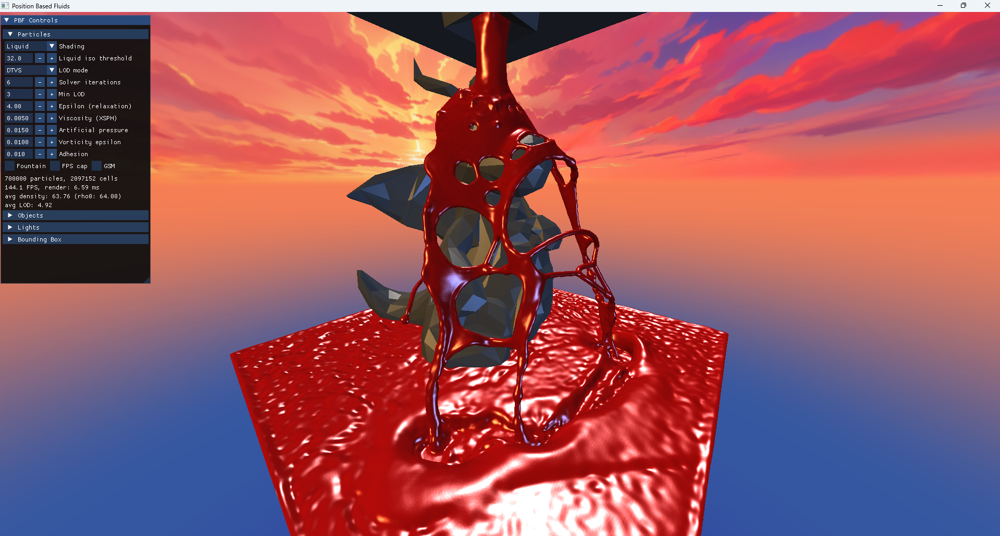 Position Based Fluids
PBF Controls
Particles
Liquid Shading
32.0 - + Liquid iso threshold
DTVS LOD mode
6 - + Solver iterations
3 - + Min LOD
4.00 - + Epsilon (relaxation)
0.0050 - + Viscosity (XSPH)
0.0150 - + Artificial pressure
0.0100 - + Vorticity epsilon
0.010 - + Adhesion
Fountain FPS cap GSM
700000 particles, 2097152 cells
144.1 FPS, render: 6.59 ms
avg density: 63.76 (rho0: 64.00)
avg LOD: 4.92
Objects
Lights
Bounding Box